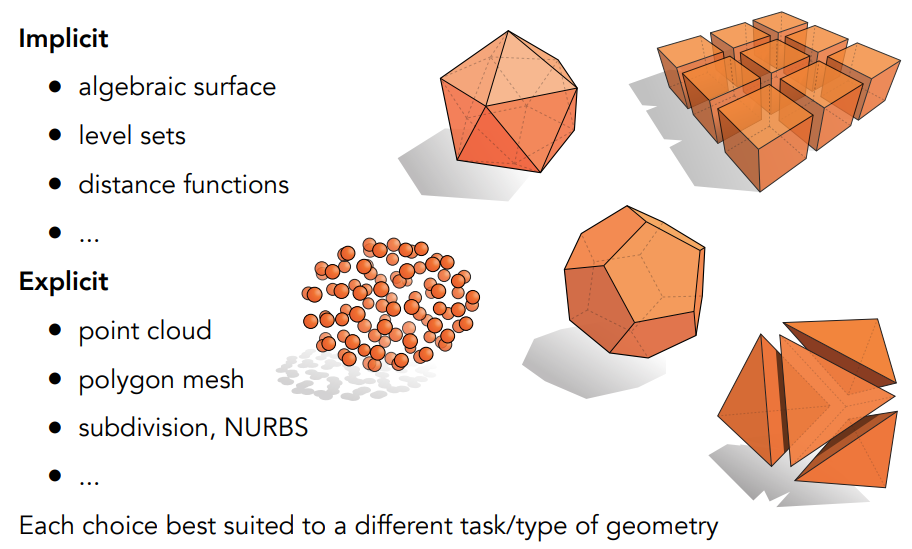 Implicit
● algebraic surface
● level sets
● distance functions
● ...
Explicit
● point cloud
● polygon mesh
● subdivision, NURBS
● ...
Each choice best suited to a different task/type of geometry